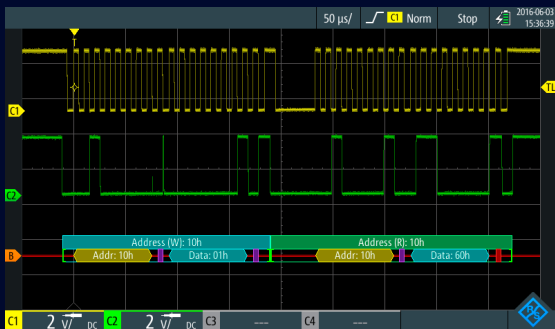 50 µs/ C1 Norm Stop 2016-06-03
15:36:39
T
C1 TL
C2
Address (W): 10h Address (R): 10h
B Addr: 10h Data: 01h Addr: 10h Data: 60h
C1 2 V/ DC C2 2 V/ DC C3 --- C4 ---